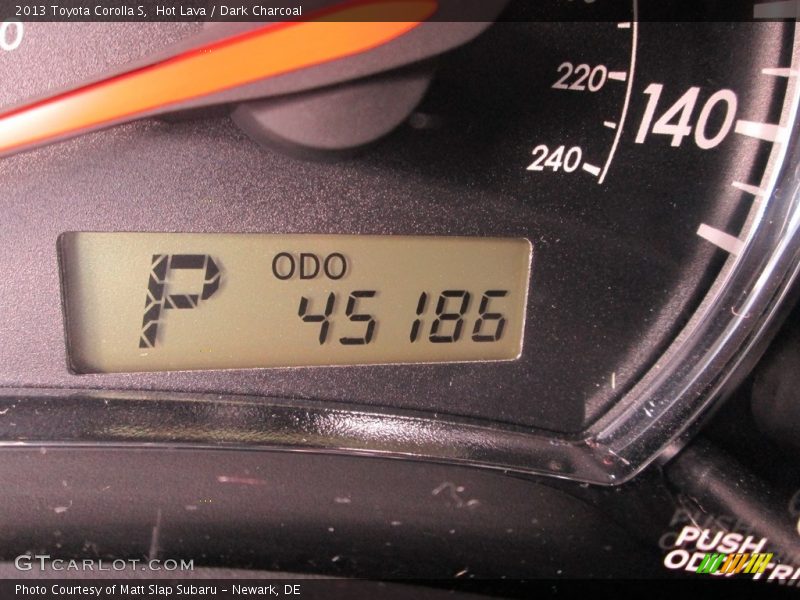 2013 Toyota Corolla S, Hot Lava / Dark Charcoal
0
220
240
140
P
ODO
45186
PUSH
GTcarlot.com
Photo Courtesy of Matt Slap Subaru - Newark, DE